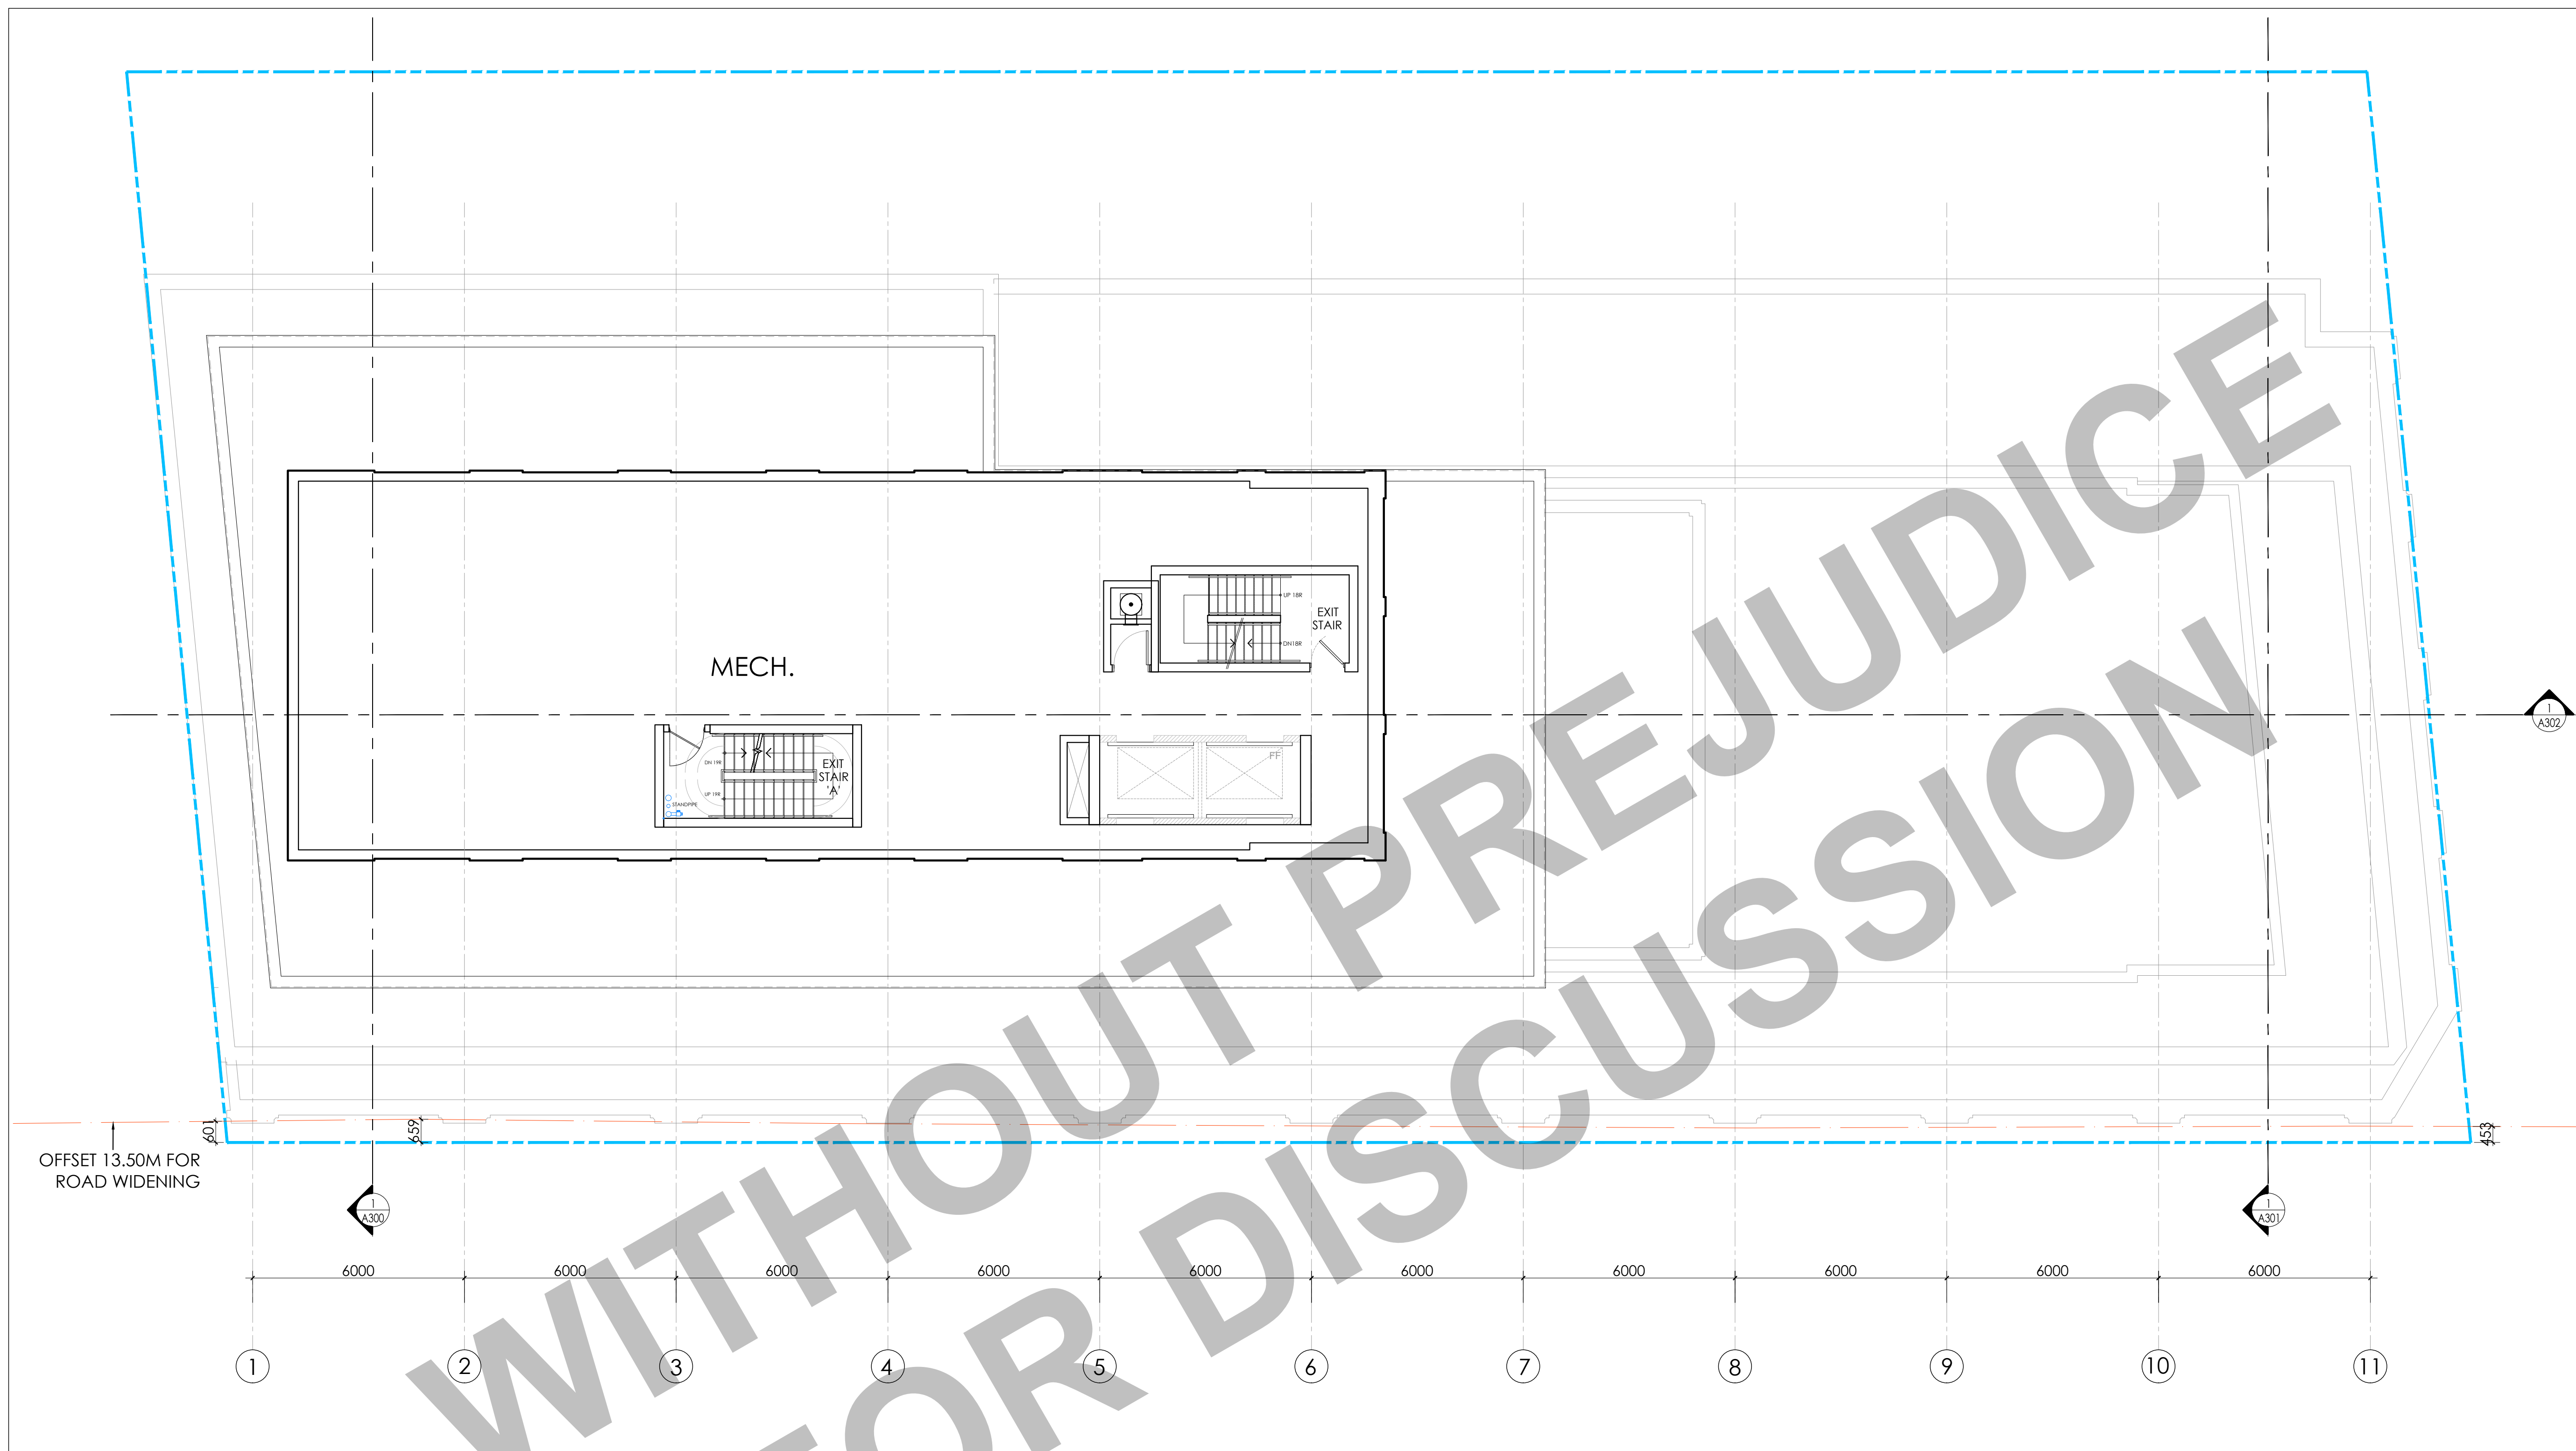 WITHOUT PREJUDICE
FOR DISCUSSION
UP 18R
EXIT
STAIR
DN18R
MECH.
1
A302
DN 19R
EXIT
STAIR
'A'
UP 19R
STANDPIPE
FF
601
659
453
OFFSET 13.50M FOR
ROAD WIDENING
1
A300
1
A301
6000 6000 6000 6000 6000 6000 6000 6000 6000 6000
1 2 3 4 5 6 7 8 9 10 11